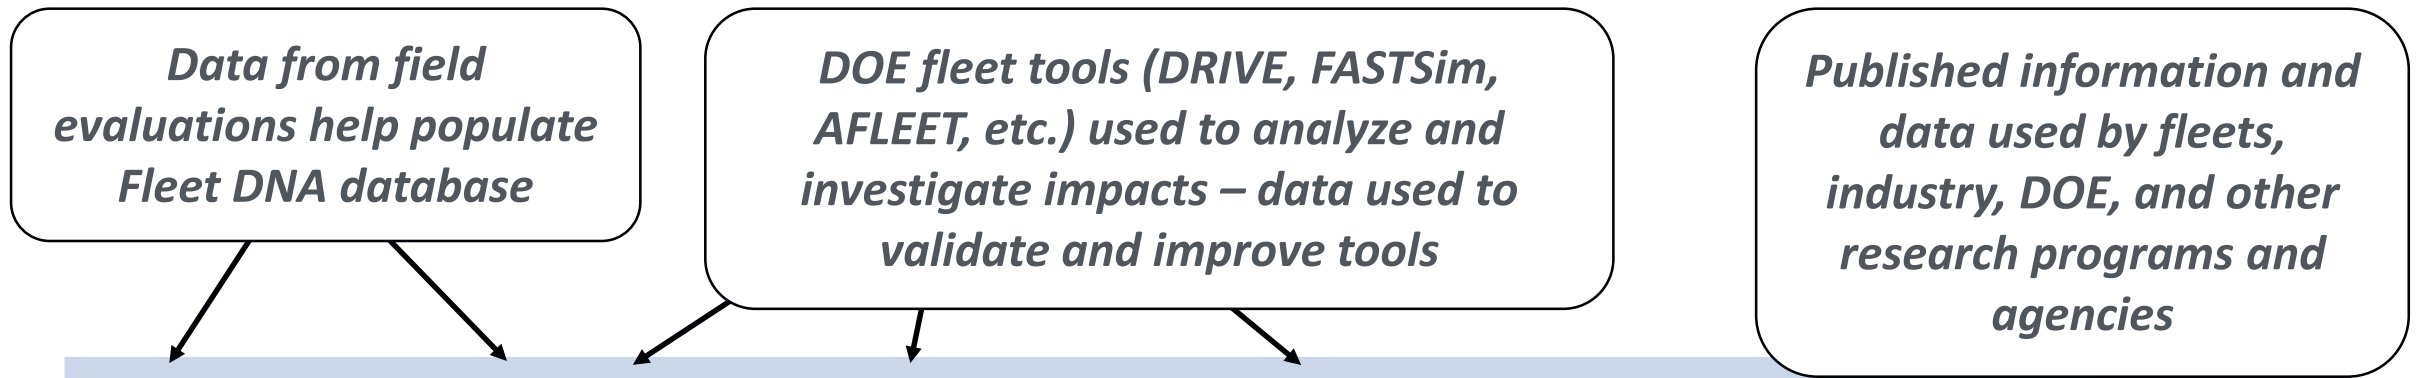 Data from field
evaluations help populate
Fleet DNA database
DOE fleet tools (DRIVE, FASTSim,
AFLEET, etc.) used to analyze and
investigate impacts – data used to
validate and improve tools
Published information and
data used by fleets,
industry, DOE, and other
research programs and
agencies